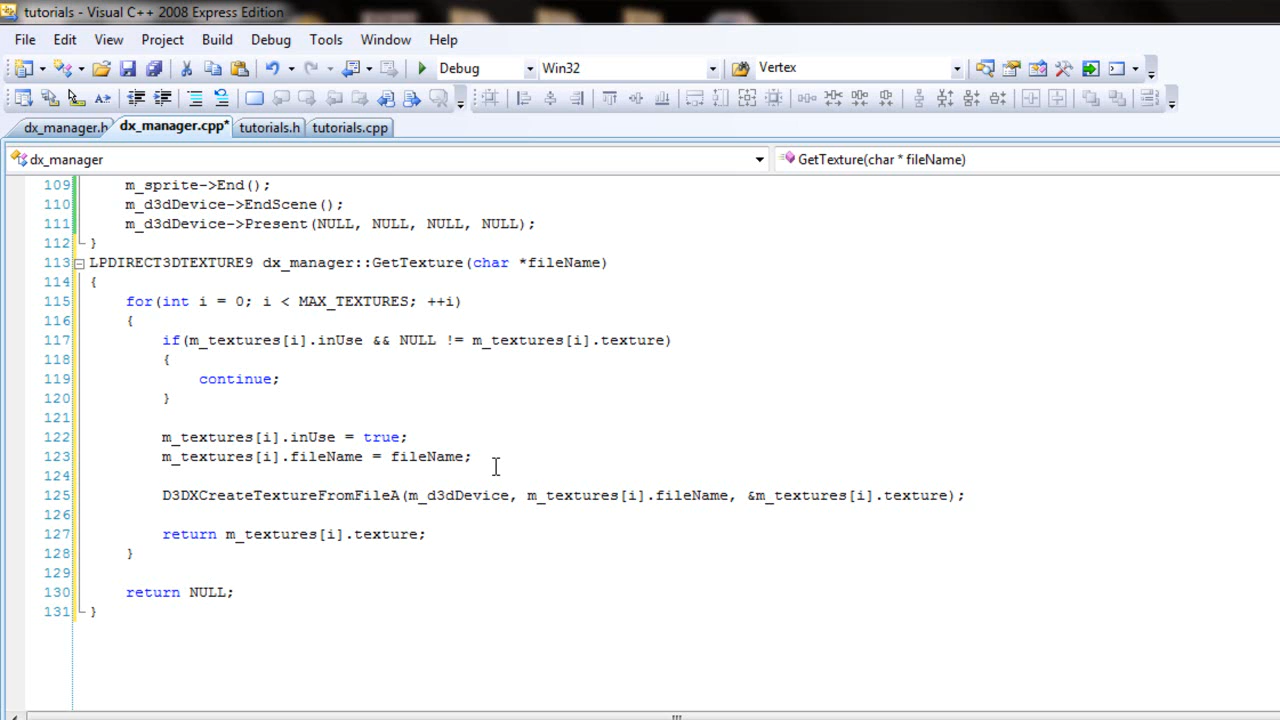 tutorials - Visual C++ 2008 Express Edition
File Edit View Project Build Debug Tools Window Help
Debug Win32 Vertex
dx_manager.h dx_manager.cpp* tutorials.h tutorials.cpp
dx_manager GetTexture(char * fileName)
109 m_sprite->End();
110 m_d3dDevice->EndScene();
111 m_d3dDevice->Present(NULL, NULL, NULL, NULL);
112 }
113 LPDIRECT3DTEXTURE9 dx_manager::GetTexture(char *fileName)
114 {
115 for(int i = 0; i < MAX_TEXTURES; ++i)
116 {
117 if(m_textures[i].inUse && NULL != m_textures[i].texture)
118 {
119 continue;
120 }
121
122 m_textures[i].inUse = true;
123 m_textures[i].fileName = fileName;
124
125 D3DXCreateTextureFromFileA(m_d3dDevice, m_textures[i].fileName, &m_textures[i].texture);
126
127 return m_textures[i].texture;
128 }
129
130 return NULL;
131 }